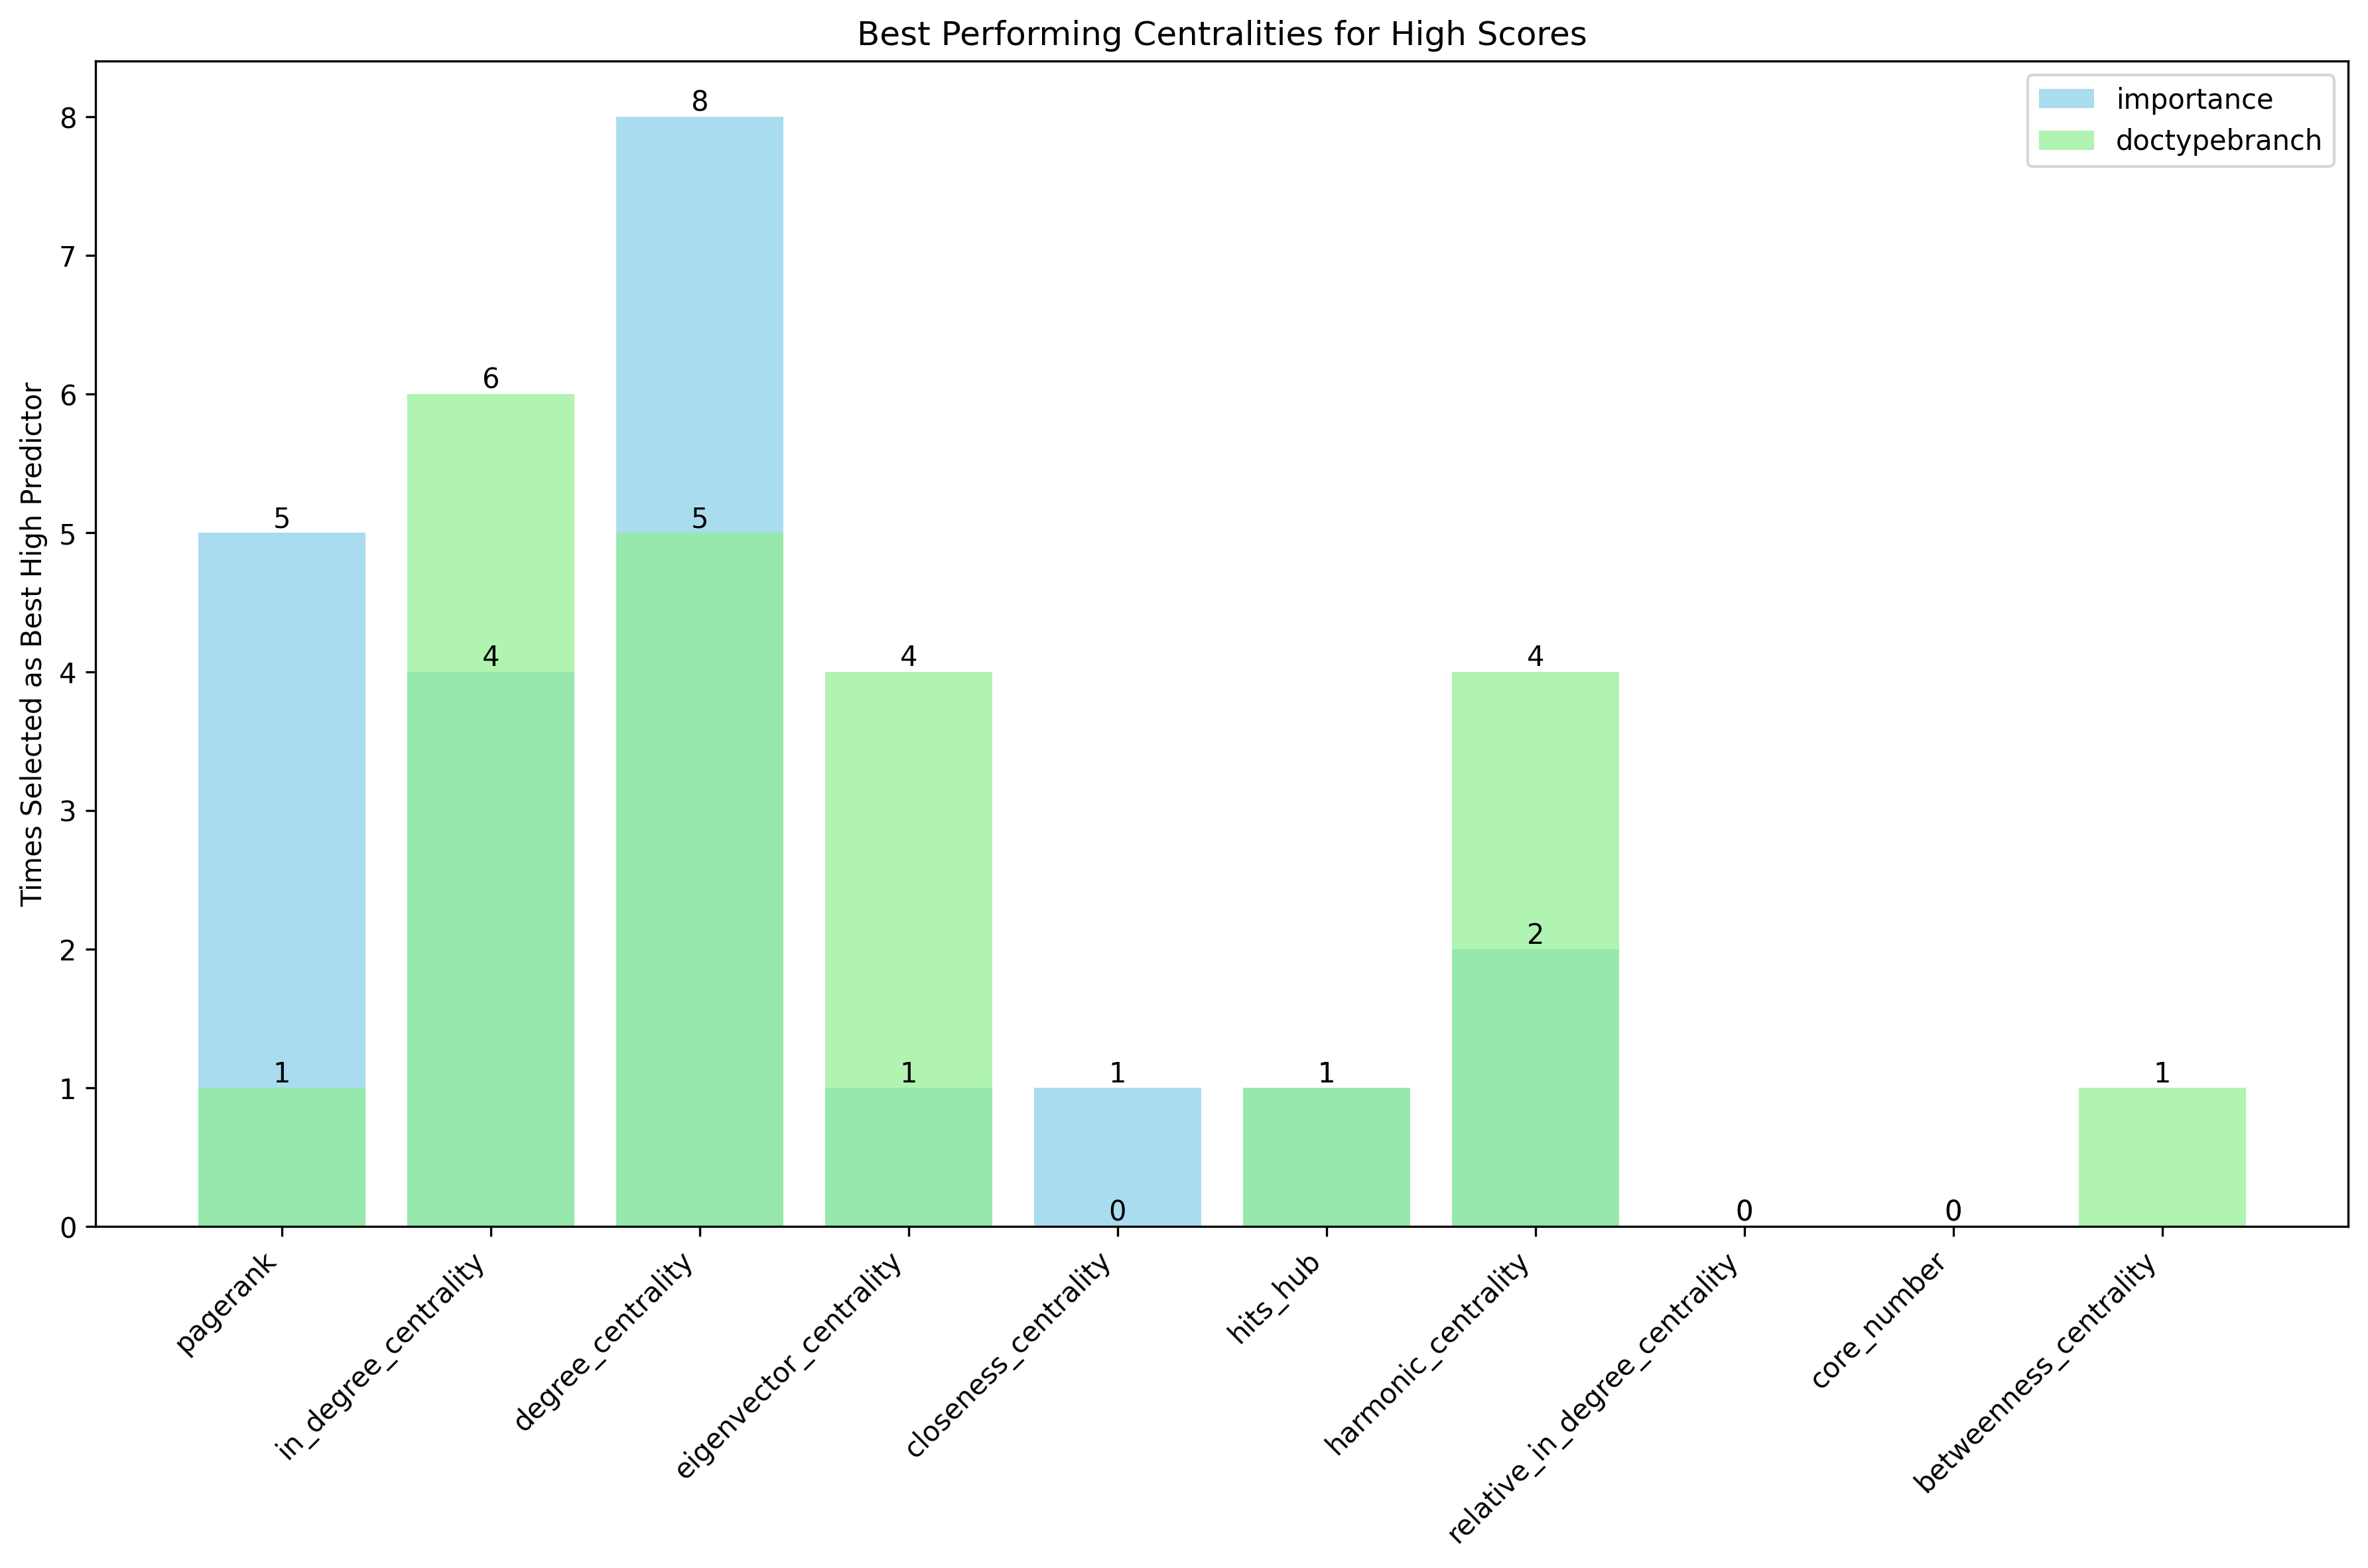 Best Performing Centralities for High Scores
importance
doctypebranch
Times Selected as Best High Predictor
8
7
6
5
4
3
2
1
0
5
1
6
4
8
5
4
1
1
0
1
4
2
0
0
1
pagerank
in_degree_centrality
degree_centrality
eigenvector_centrality
closeness_centrality
hits_hub
harmonic_centrality
relative_in_degree_centrality
core_number
betweenness_centrality